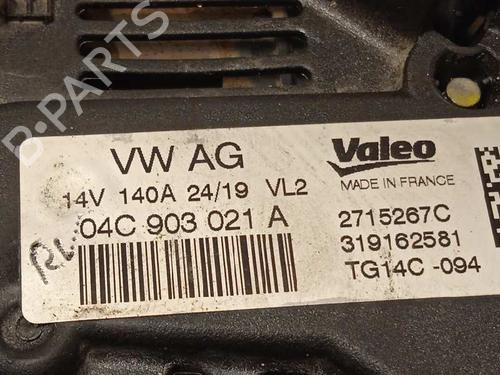 B-PARTS
VW AG
14V 140A 24/19 VL2
04C 903 021 A
Valeo
MADE IN FRANCE
2715267C
319162581
TG14C -094